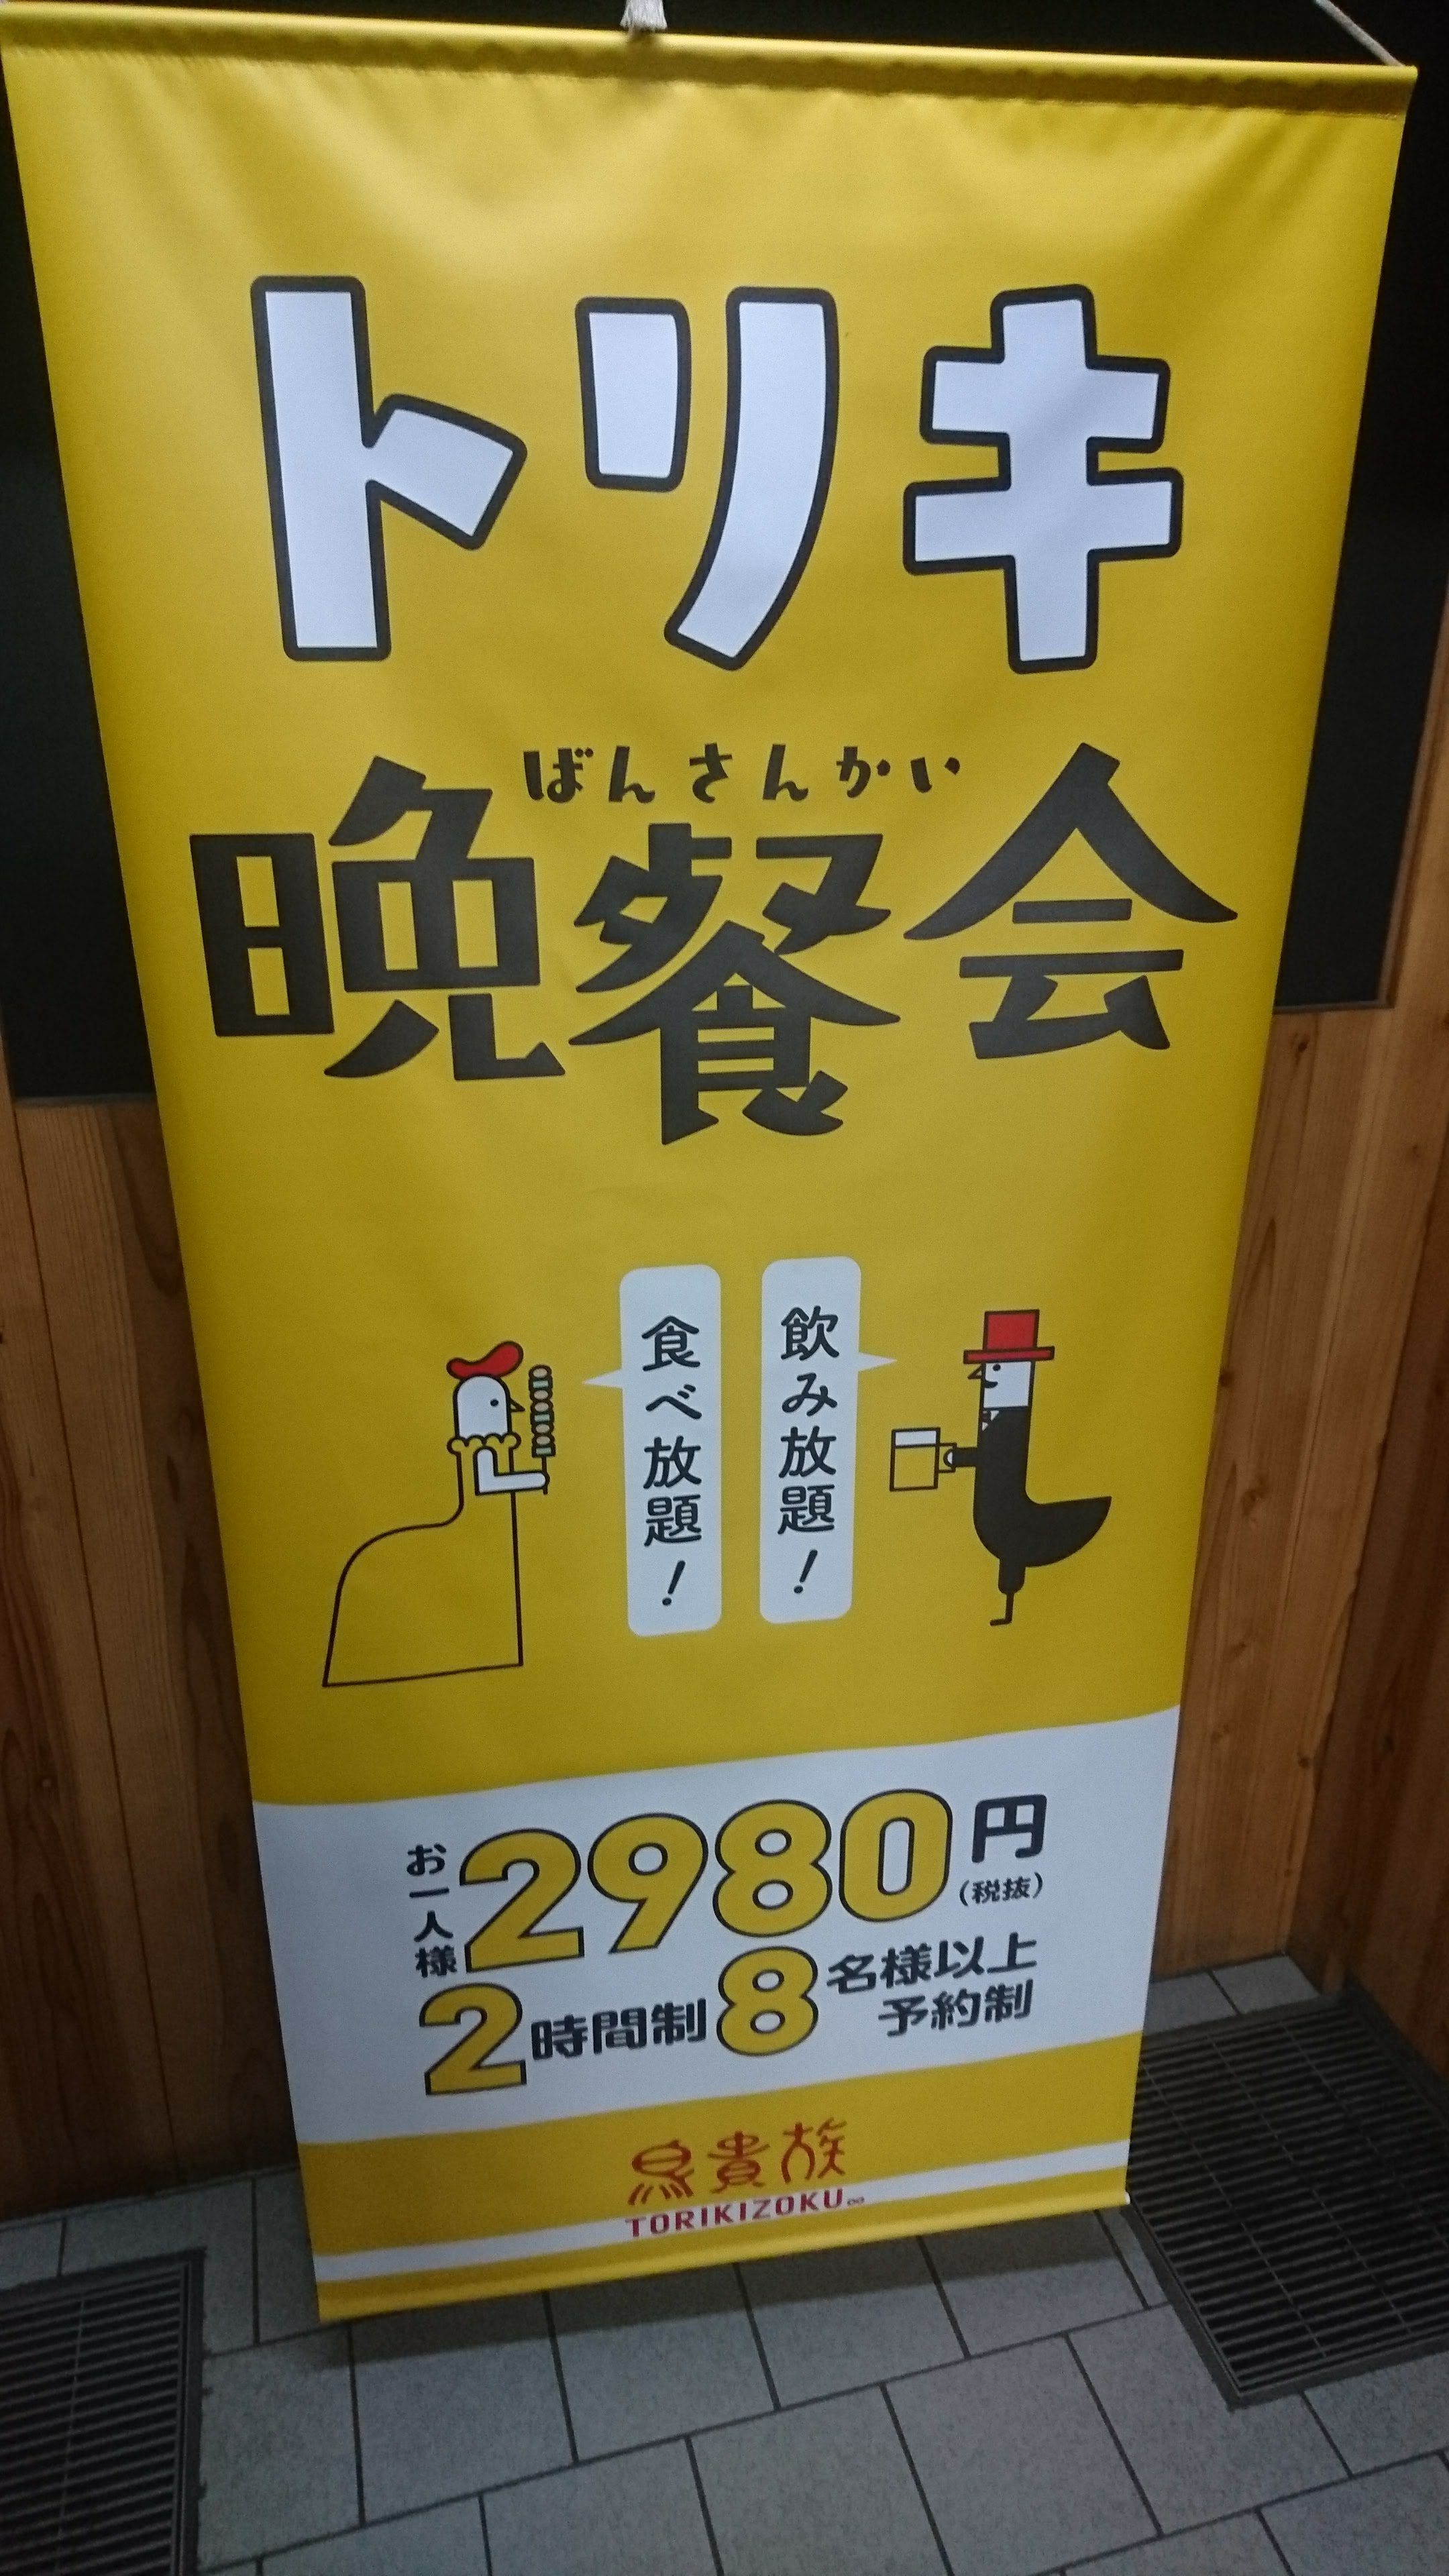 トリキ
ばんさんかい
晩餐会
食べ放題!
飲み放題!
お一人様2980円(税抜)
2時間制8名様以上予約制
鳥貴族
TORIKIZOKU∞